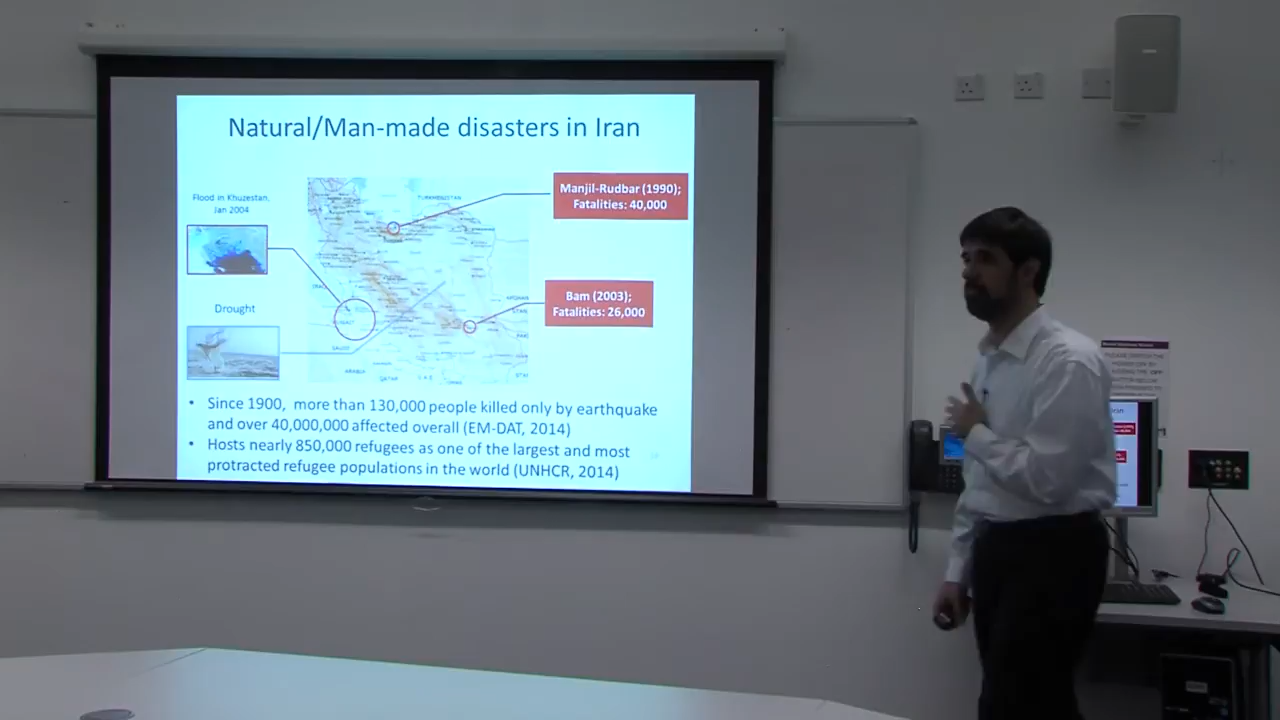 Natural/Man-made disasters in Iran
Flood in Khuzestan,
Jan 2004
Manjil-Rudbar (1990);
Fatalities: 40,000
TURKMENISTAN
Bam (2003);
Fatalities: 26,000
Drought
SAUDI
ARABIA
QATAR
U.A.E
• Since 1900, more than 130,000 people killed only by earthquake
and over 40,000,000 affected overall (EM-DAT, 2014)
• Hosts nearly 850,000 refugees as one of the largest and most
protracted refugee populations in the world (UNHCR, 2014)